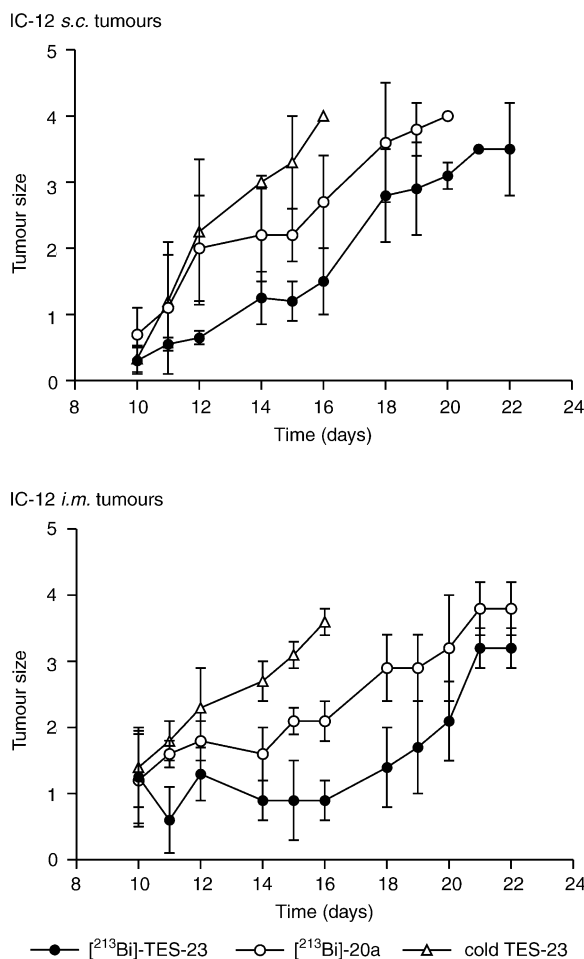 IC-12 s.c. tumours
5
4
3
2
1
0
Tumour size
8 10 12 14 16 18 20 22 24
Time (days)
IC-12 i.m. tumours
5
4
3
2
1
0
Tumour size
8 10 12 14 16 18 20 22 24
Time (days)
[²¹³Bi]-TES-23 [²¹³Bi]-20a cold TES-23